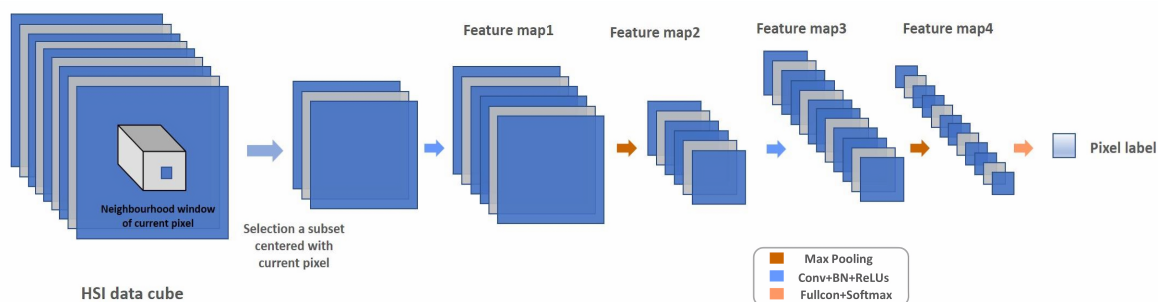 Feature map1
Feature map2
Feature map3
Feature map4
Neighbourhood window
of current pixel
Selection a subset
centered with
current pixel
Pixel label
HSI data cube
Max Pooling
Conv+BN+ReLUs
Fullcon+Softmax